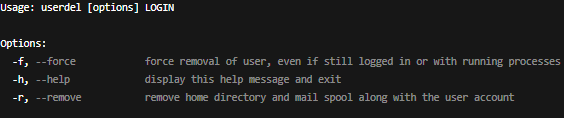 Usage: userdel [options] LOGIN

Options:
  -f, --force          force removal of user, even if still logged in or with running processes
  -h, --help           display this help message and exit
  -r, --remove         remove home directory and mail spool along with the user account